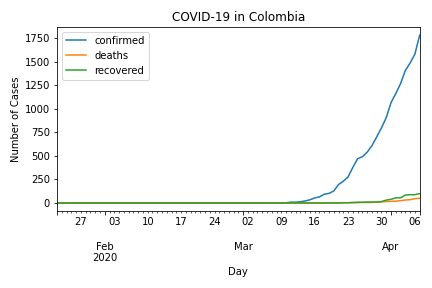 COVID-19 in Colombia
confirmed
deaths
recovered
Number of Cases
1750
1500
1250
1000
750
500
250
0
27 03 10 17 24 02 09 16 23 30 06
Feb Mar Apr
2020
Day